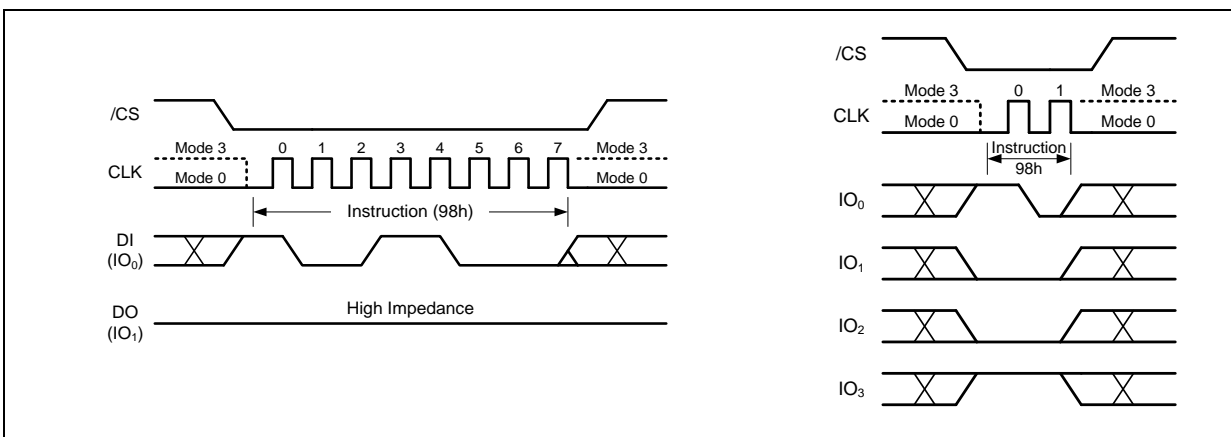 /CS
Mode 3 0 1 2 3 4 5 6 7 Mode 3
CLK
Mode 0 Mode 0
Instruction (98h)
DI
(IO₀)
High Impedance
DO
(IO₁)
/CS
Mode 3 0 1 Mode 3
CLK
Mode 0 Mode 0
Instruction
98h
IO₀
IO₁
IO₂
IO₃